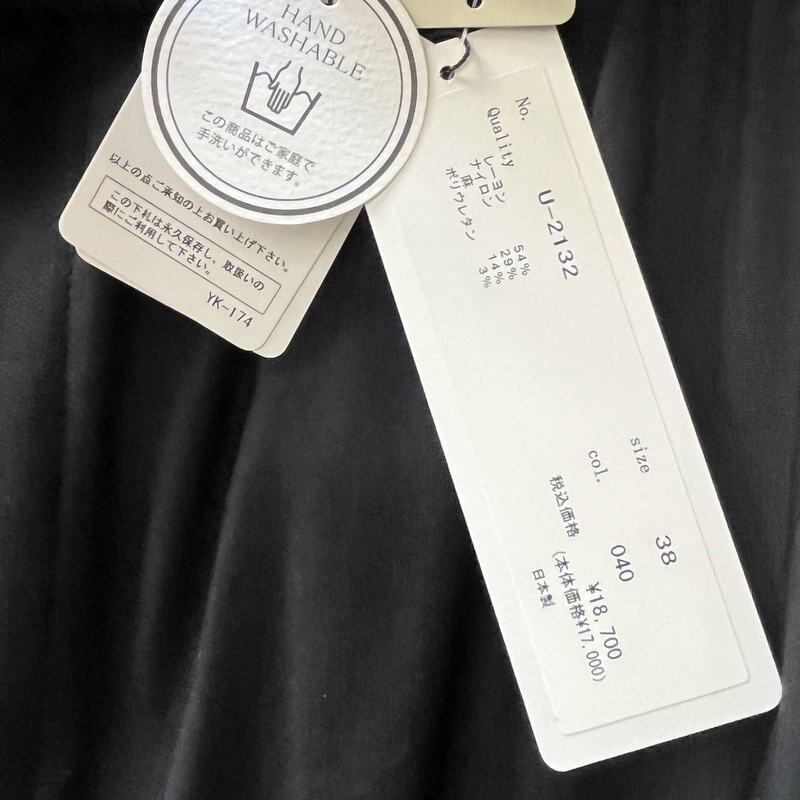 HAND
WASHABLE
この商品はご家庭で
手洗いができます。
以上の点ご承知の上お買い上げ下さい。
この下札は永久保存し、取扱いの
際にご利用して下さい。
YK-174
No. U-2132
Quality
レーヨン 54%
ナイロン 29%
麻 14%
ポリウレタン 3%
size 38
col. 040
税込価格 ¥18,700
(本体価格¥17,000)
日本製